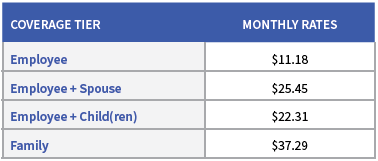 COVERAGE TIER MONTHLY RATES
Employee $11.18
Employee + Spouse $25.45
Employee + Child(ren) $22.31
Family $37.29